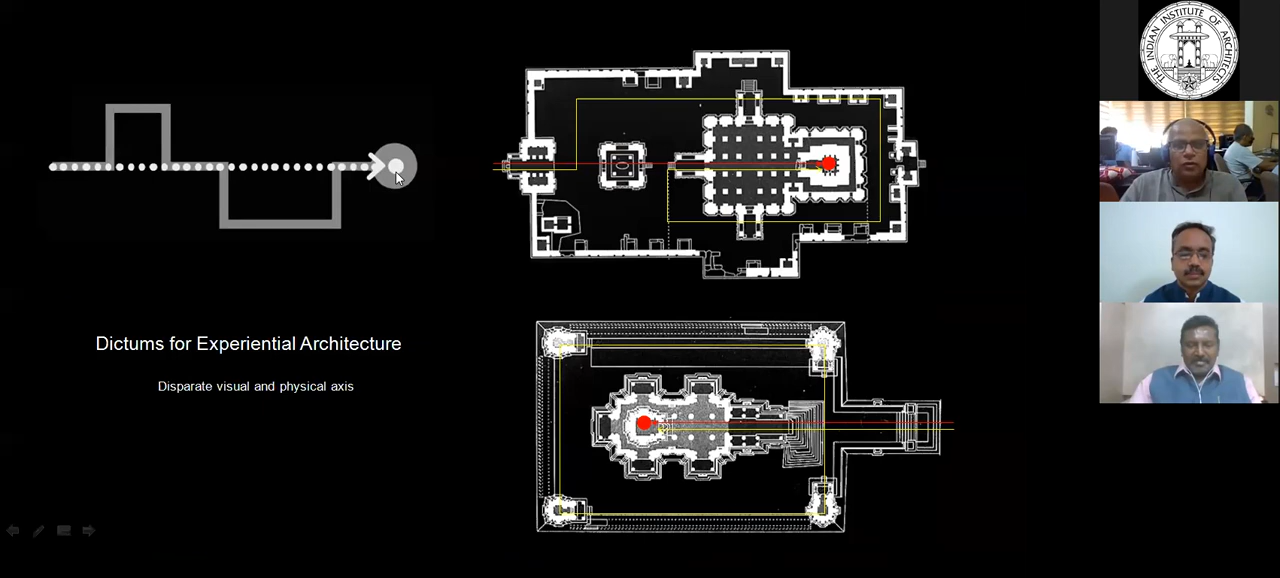 THE INDIAN INSTITUTE OF ARCHITECTS
Dictums for Experiential Architecture
Disparate visual and physical axis